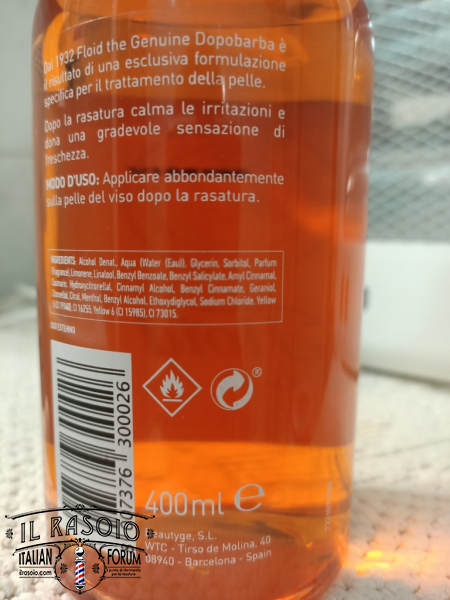 Dal 1932 Floid the Genuine Dopobarba è
il risultato di una esclusiva formulazione
specifica per il trattamento della pelle.
Dopo la rasatura calma le irritazioni e
dona una gradevole sensazione di
freschezza.
MODO D'USO: Applicare abbondantemente
sulla pelle del viso dopo la rasatura.
INGREDIENTS: Alcohol Denat., Aqua (Water (Eau)), Glycerin, Sorbitol, Parfum
(Fragrance), Limonene, Linalool, Benzyl Benzoate, Benzyl Salicylate, Amyl Cinnamal,
Coumarin, Hydroxycitronellal, Cinnamyl Alcohol, Benzyl Cinnamate, Geraniol,
Citronellol, Citral, Menthol, Benzyl Alcohol, Ethoxydiglycol, Sodium Chloride, Yellow
5 (CI 19140), CI 16255, Yellow 6 (CI 15985), CI 73015.
USO ESTERNO
37376 300026
®
400ml e
Beautyge, S.L.
WTC - Tirso de Molina, 40
08940 - Barcelona - Spain
IL RASOIO
ITALIAN FORUM
ilrasoio.com